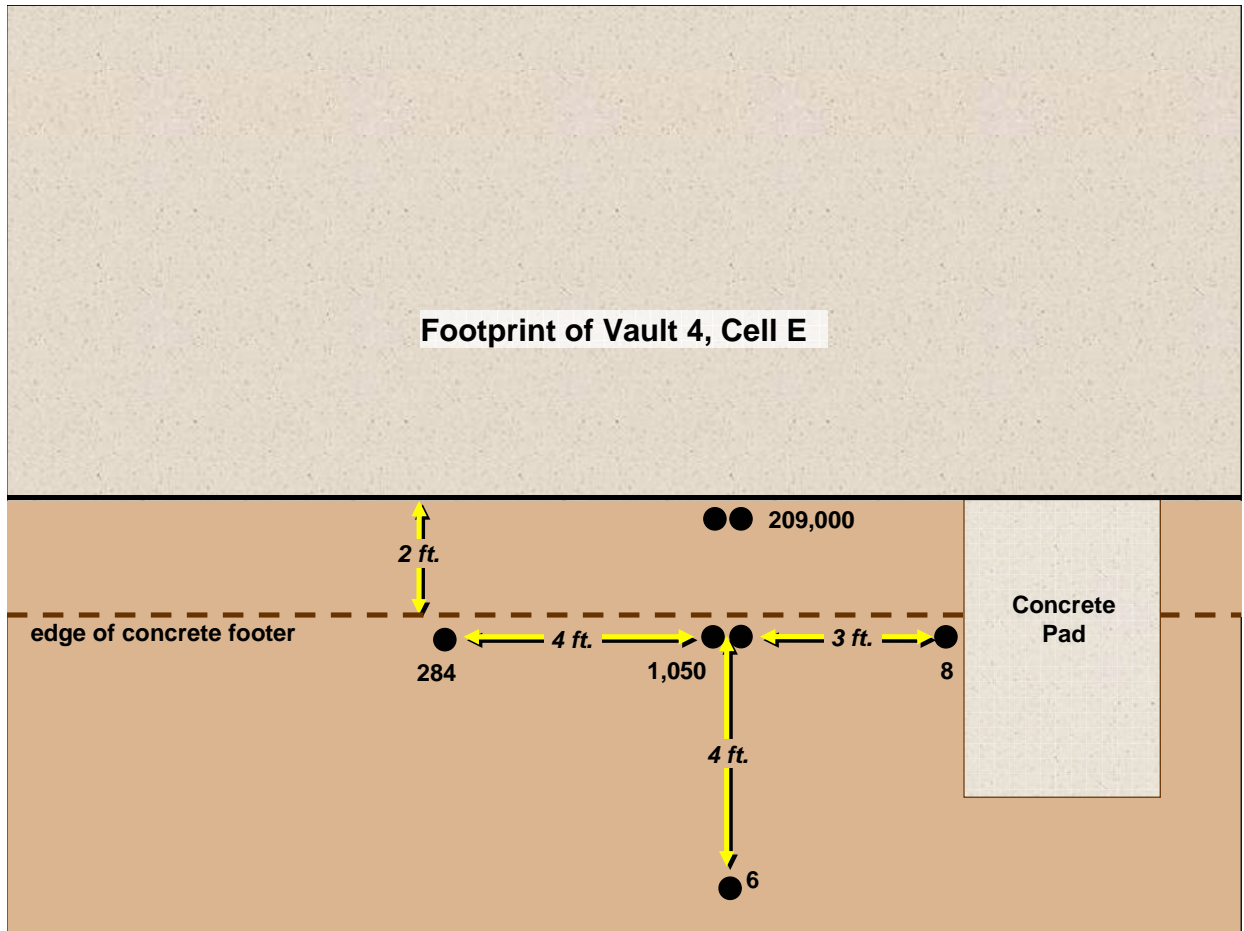 Footprint of Vault 4, Cell E
209,000
2 ft.
edge of concrete footer
Concrete
Pad
4 ft.
3 ft.
284
1,050
8
4 ft.
6